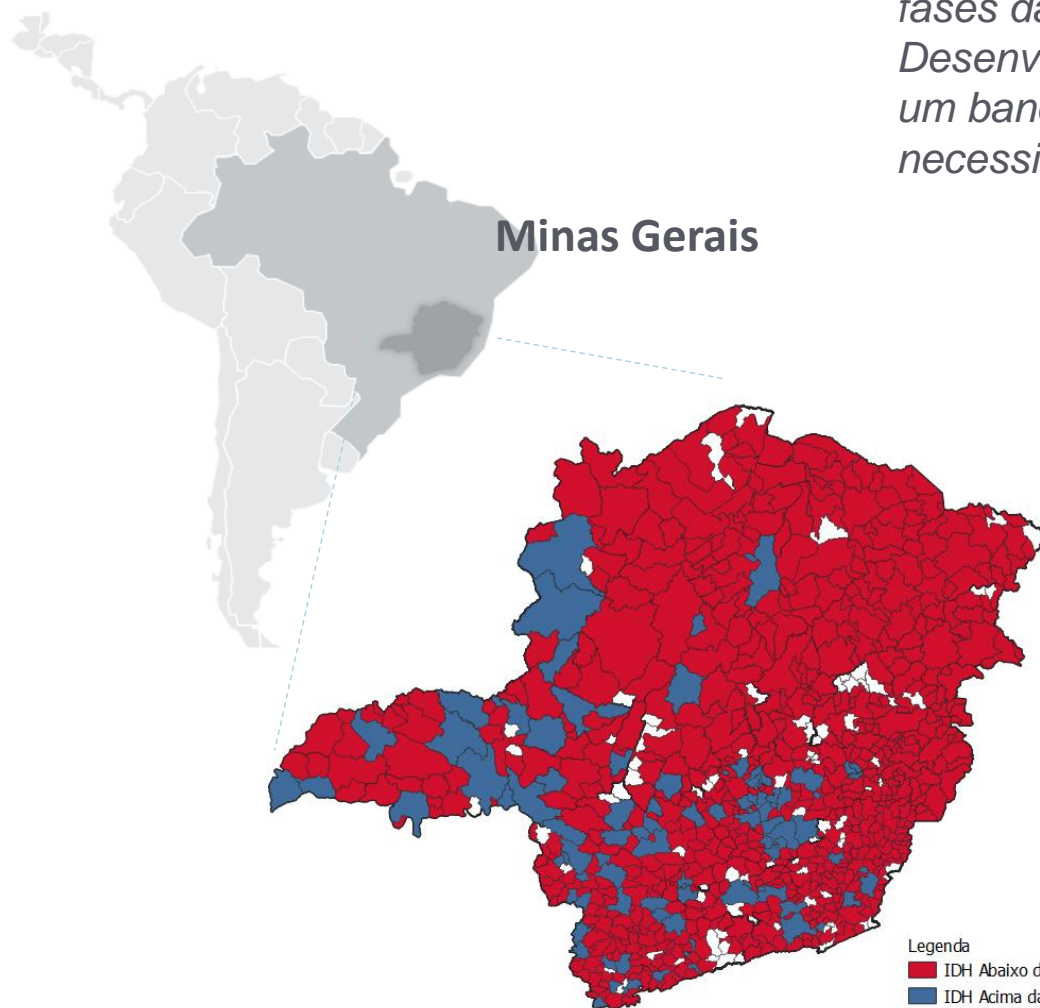 fases da
Desenv
um banc
necessi
Minas Gerais
Legenda
IDH Abaixo d
IDH Acima da